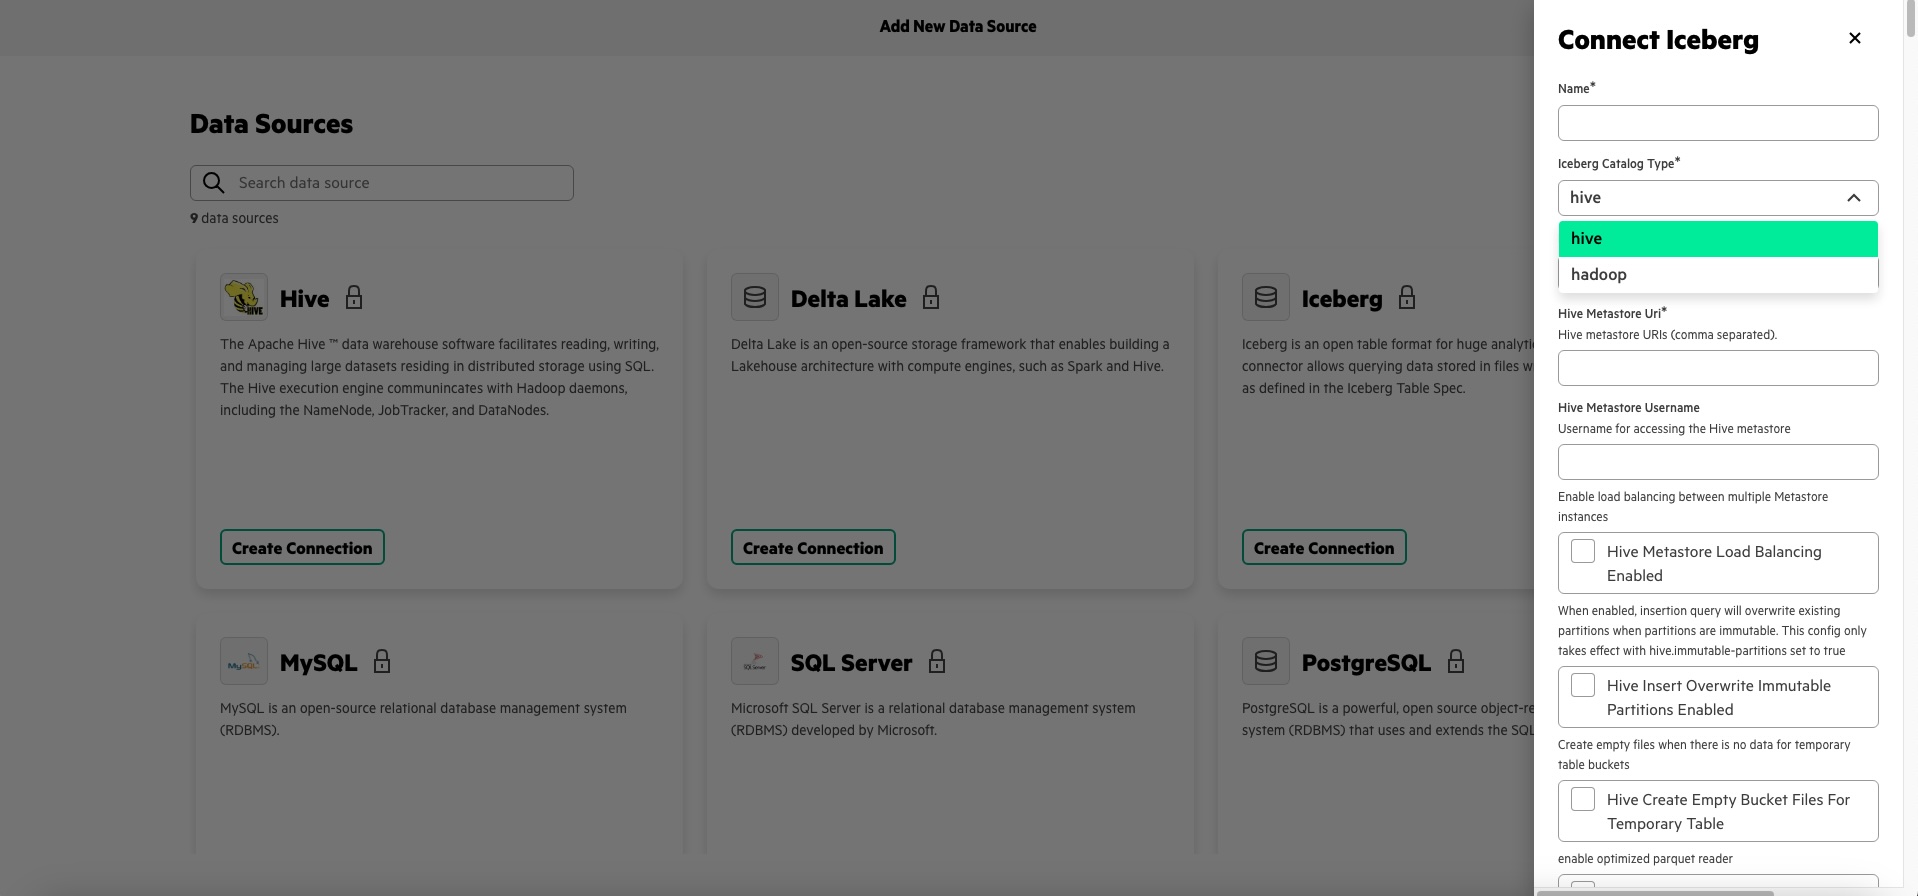 Add New Data Source
Data Sources
Search data source
9 data sources
Hive
The Apache Hive ™ data warehouse software facilitates reading, writing,
and managing large datasets residing in distributed storage using SQL.
The Hive execution engine communincates with Hadoop daemons,
including the NameNode, JobTracker, and DataNodes.
Create Connection
Delta Lake
Delta Lake is an open-source storage framework that enables building a
Lakehouse architecture with compute engines, such as Spark and Hive.
Create Connection
Iceberg
Iceberg is an open table format for huge
connector allows querying data stored in files
as defined in the Iceberg Table Spec.
Create Connection
MySQL
MySQL is an open-source relational database management system
(RDBMS).
SQL Server
Microsoft SQL Server is a relational database management system
(RDBMS) developed by Microsoft.
PostgreSQL
PostgreSQL is a powerful, open source
system (RDBMS) that uses and extends the SQL
Connect Iceberg
Name*
Iceberg Catalog Type*
hive
hive
hadoop
Hive Metastore Uri*
Hive metastore URIs (comma separated).
Hive Metastore Username
Username for accessing the Hive metastore
Enable load balancing between multiple Metastore
instances
Hive Metastore Load Balancing
Enabled
When enabled, insertion query will overwrite existing
partitions when partitions are immutable. This config only
takes effect with hive.immutable-partitions set to true
Hive Insert Overwrite Immutable
Partitions Enabled
Create empty files when there is no data for temporary
table buckets
Hive Create Empty Bucket Files For
Temporary Table
enable optimized parquet reader